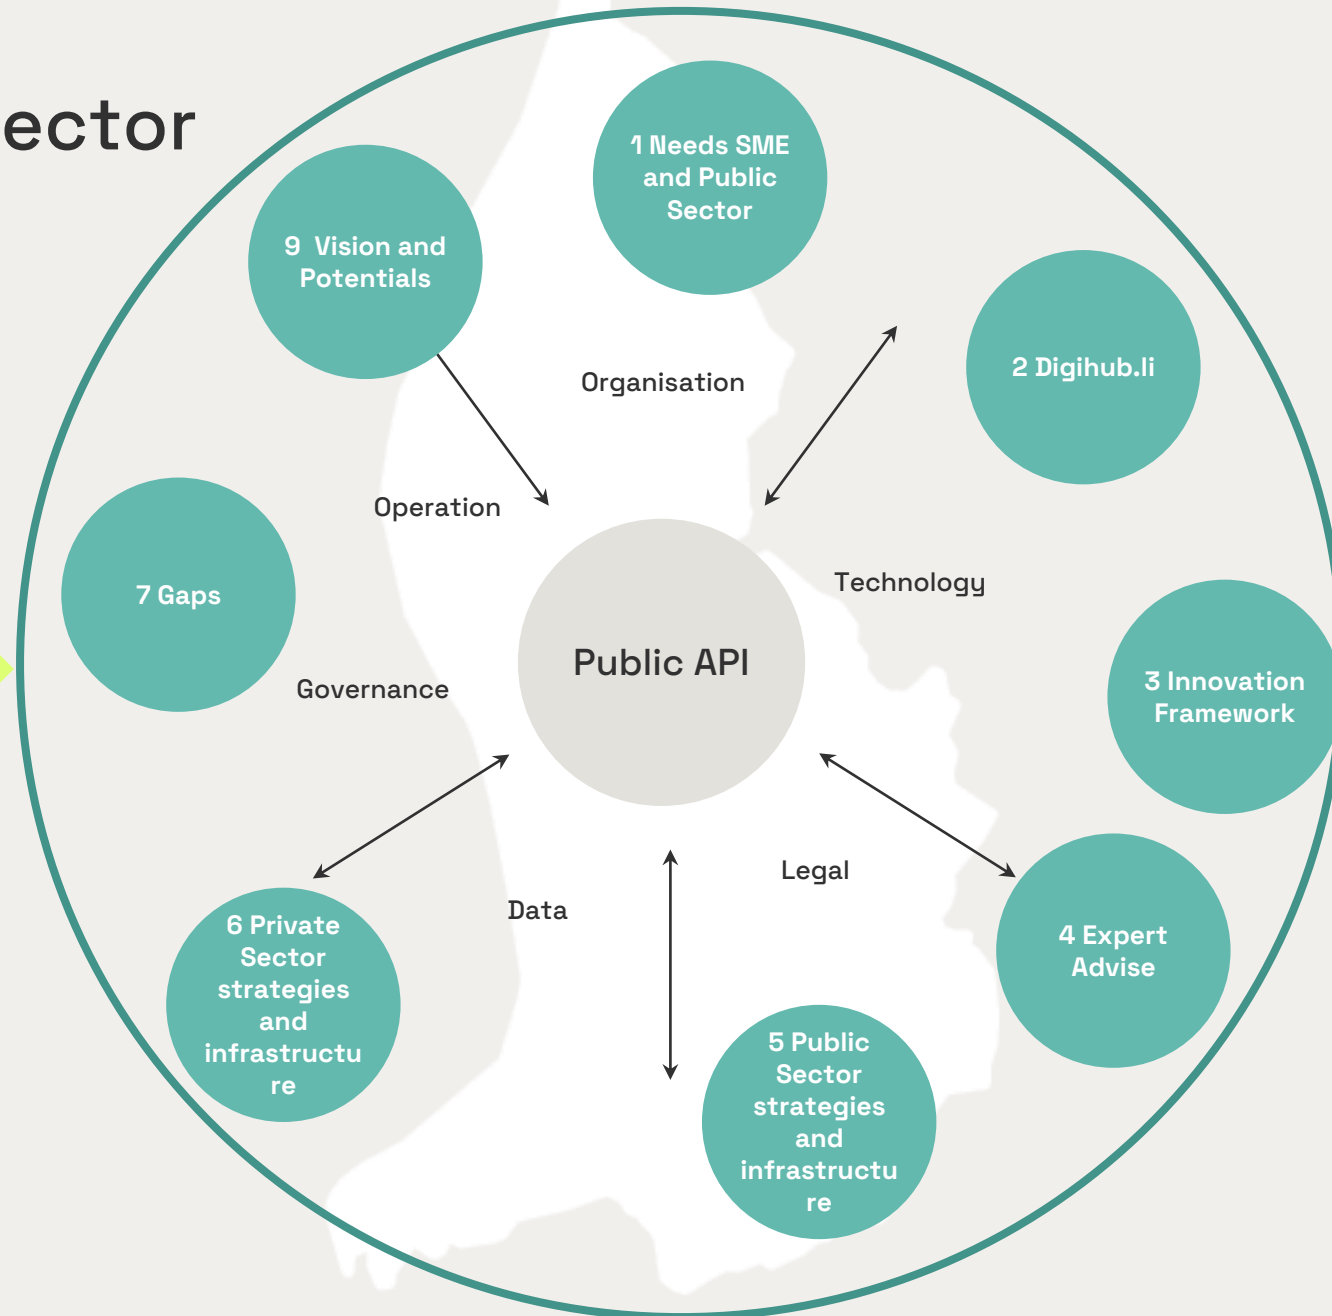 ector
1 Needs SME
and Public
Sector
9 Vision and
Potentials
2 Digihub.li
Organisation
Operation
Technology
7 Gaps
Public API
Governance
3 Innovation
Framework
Legal
Data
4 Expert
Advise
6 Private
Sector
strategies
and
infrastructu
re
5 Public
Sector
strategies
and
infrastructu
re